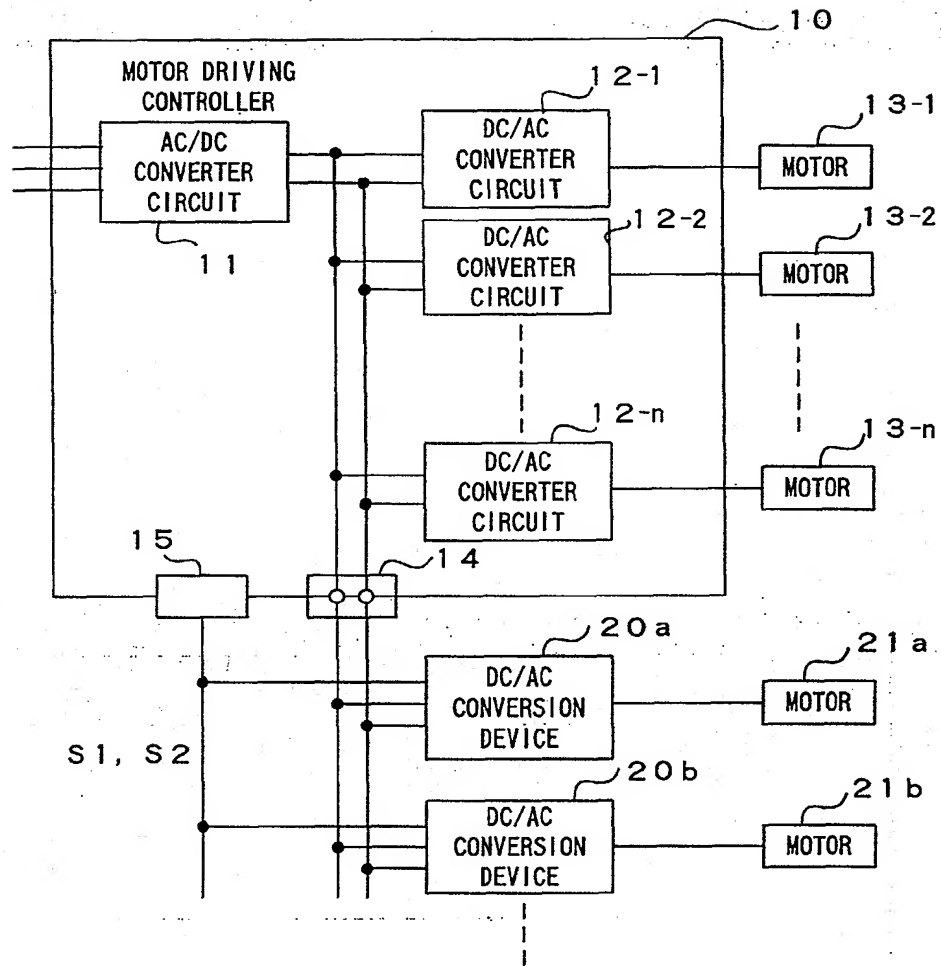 10
MOTOR DRIVING
CONTROLLER
AC/DC
CONVERTER
CIRCUIT
11
12-1
DC/AC
CONVERTER
CIRCUIT
13-1
MOTOR
12-2
DC/AC
CONVERTER
CIRCUIT
13-2
MOTOR
12-n
DC/AC
CONVERTER
CIRCUIT
13-n
MOTOR
15
14
S1, S2
20a
DC/AC
CONVERSION
DEVICE
21a
MOTOR
20b
DC/AC
CONVERSION
DEVICE
21b
MOTOR